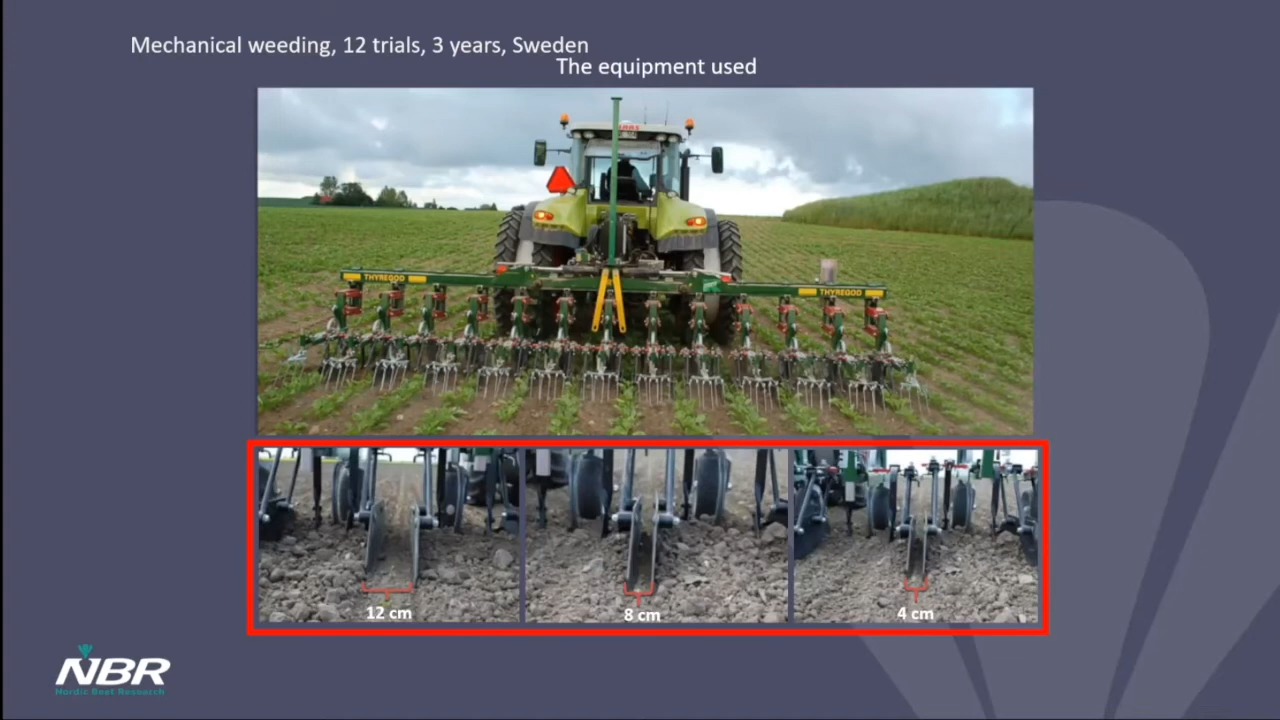 Mechanical weeding, 12 trials, 3 years, Sweden
The equipment used
CLAAS
THYREGOD
THYREGOD
12 cm
8 cm
4 cm
NBR
Nordic Beet Research